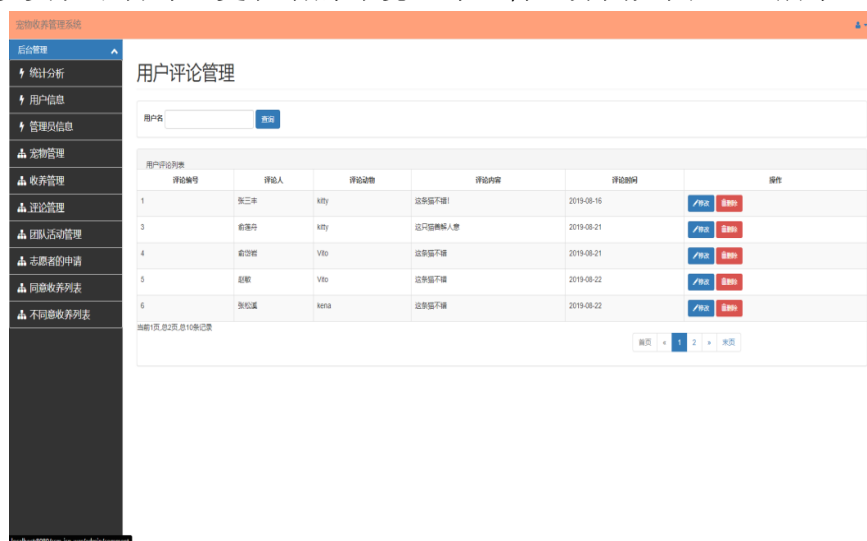 宠物收养管理系统
后台管理
统计分析
用户信息
管理员信息
宠物管理
收养管理
评论管理
团队活动管理
志愿者的申请
同意收养列表
不同意收养列表
用户评论管理
用户名 查询
用户评论列表
评论编号 评论人 评论动物 评论内容 评论时间 操作
1 张三丰 kitty 这条猫不错! 2019-08-16 修改 删除
3 俞莲舟 kitty 这只猫善解人意 2019-08-21 修改 删除
4 俞岱岩 Vito 这条猫不错 2019-08-21 修改 删除
5 赵敏 Vito 这条猫不错 2019-08-22 修改 删除
6 张松溪 kena 这条猫不错 2019-08-22 修改 删除
当前1页,总2页,总10条记录
首页 « 1 2 » 末页